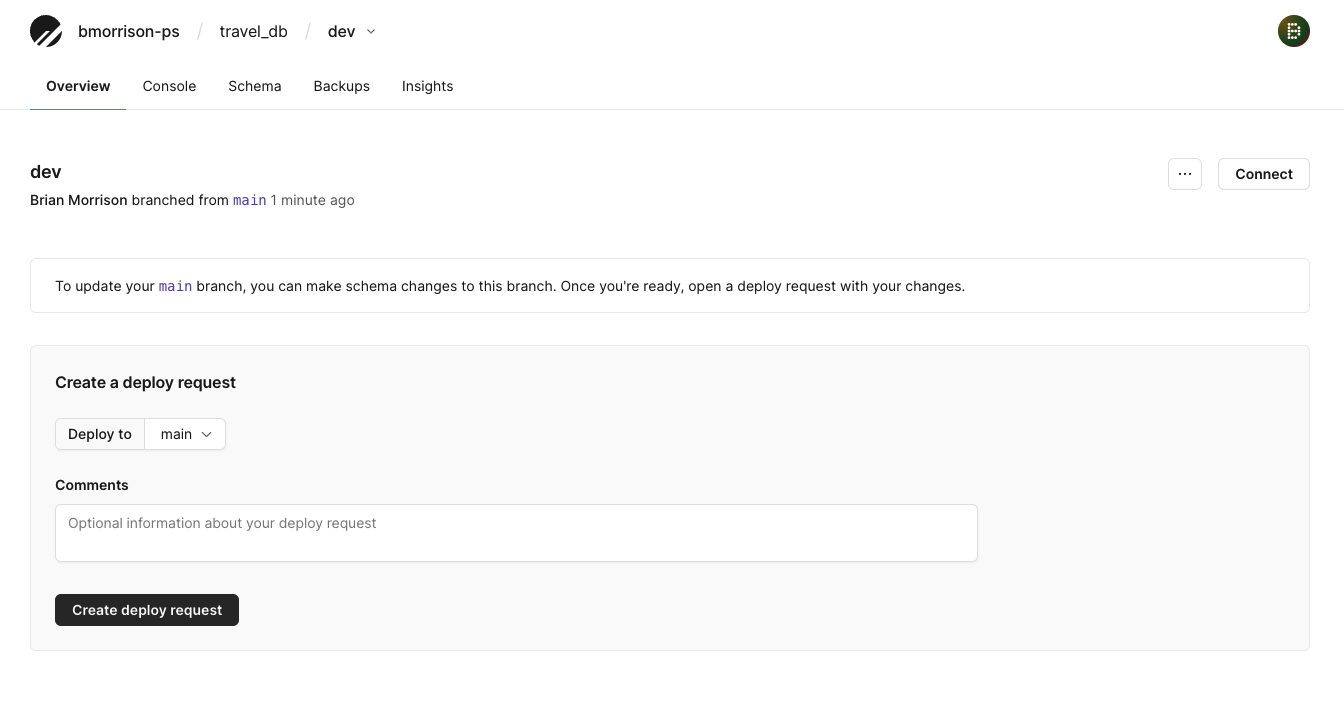 bmorrison-ps / travel_db / dev
Overview Console Schema Backups Insights
dev
··· Connect
Brian Morrison branched from main 1 minute ago
To update your main branch, you can make schema changes to this branch. Once you're ready, open a deploy request with your changes.
Create a deploy request
Deploy to main
Comments
Optional information about your deploy request
Create deploy request